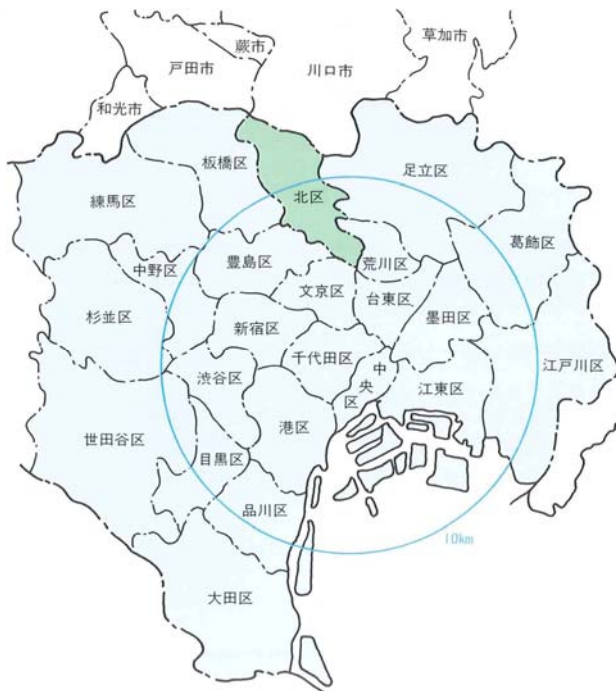 蕨市
草加市
戸田市
川口市
和光市
板橋区
足立区
練馬区
北区
葛飾区
豊島区
荒川区
中野区
文京区
台東区
墨田区
杉並区
新宿区
千代田区
中央区
江戸川区
渋谷区
江東区
港区
世田谷区
目黒区
品川区
10km
大田区